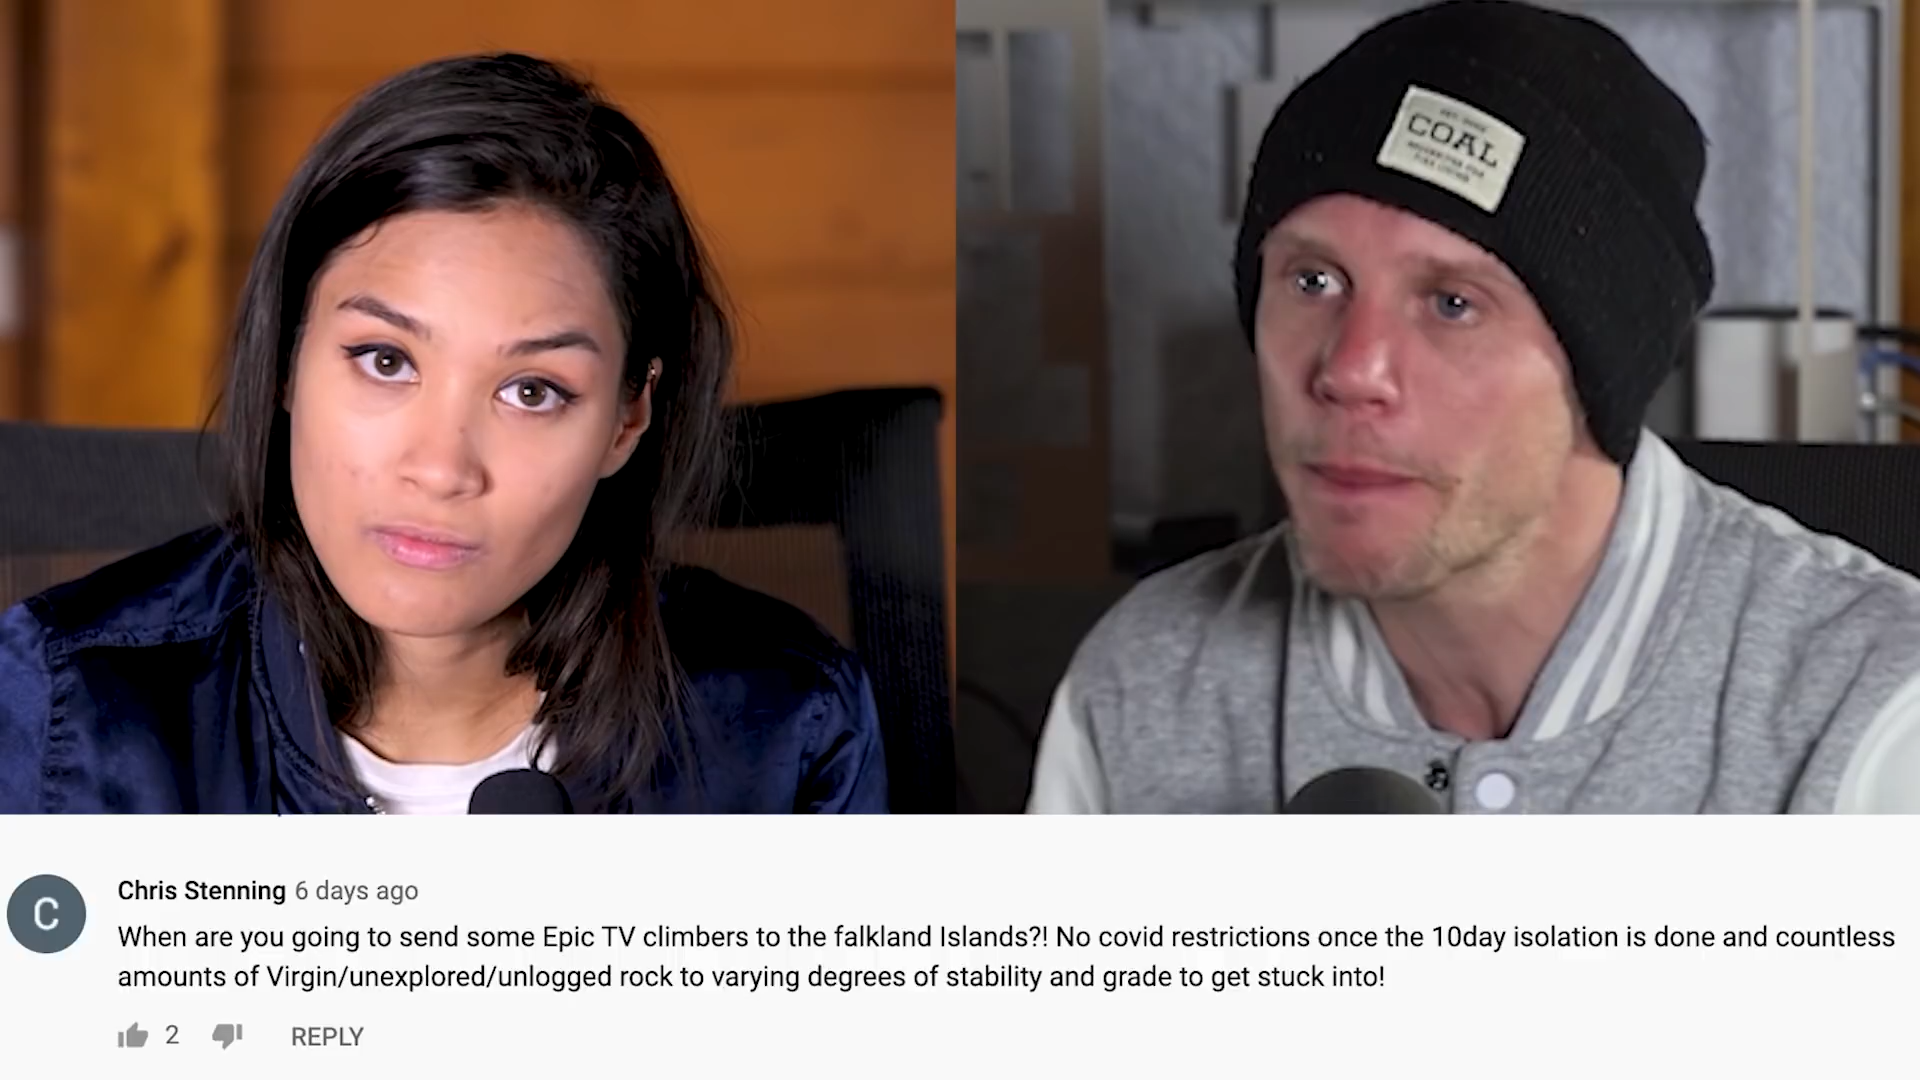 COAL
C
Chris Stenning 6 days ago
When are you going to send some Epic TV climbers to the falkland Islands?! No covid restrictions once the 10day isolation is done and countless
amounts of Virgin/unexplored/unlogged rock to varying degrees of stability and grade to get stuck into!
2 REPLY